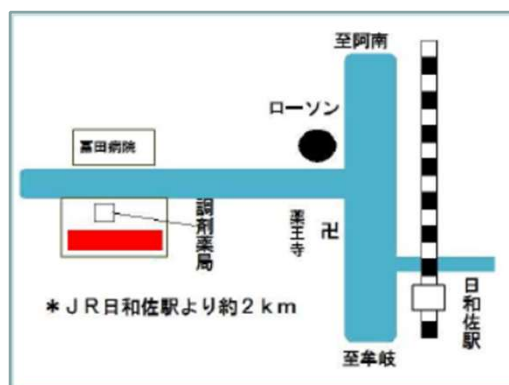 至阿南
ローソン
冨田病院
調剤薬局
薬王寺
卍
日和佐駅
*JR日和佐駅より約2km
至牟岐